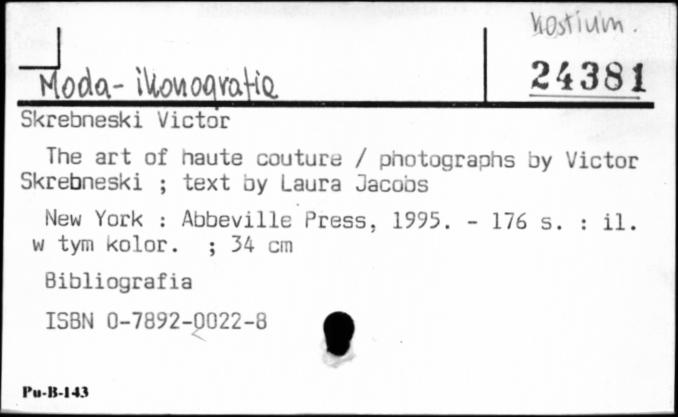 kostium.
24381
Moda - ikonografia
Skrebneski Victor
The art of haute couture / photographs by Victor
Skrebneski ; text by Laura Jacobs
New York : Abbeville Press, 1995. - 176 s. : il.
w tym kolor. ; 34 cm
Bibliografia
ISBN 0-7892-0022-8
Pu-B-143